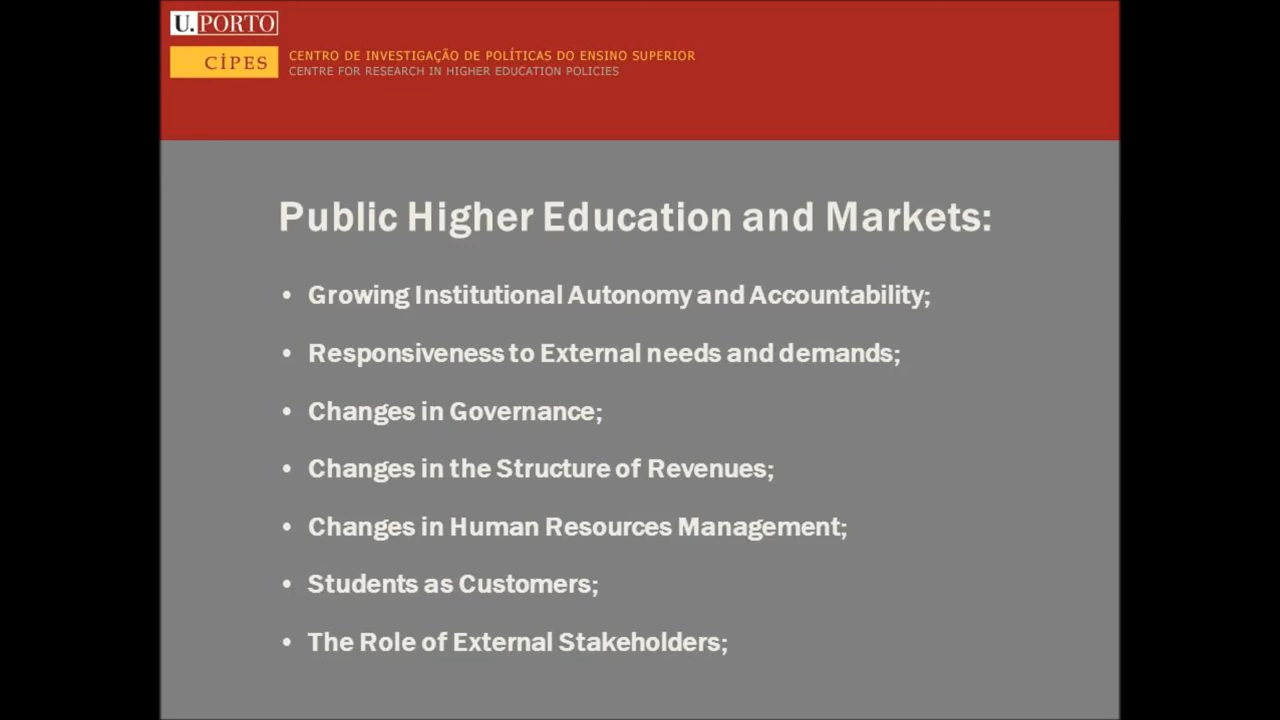 U.PORTO
CİPES
CENTRO DE INVESTIGAÇÃO DE POLÍTICAS DO ENSINO SUPERIOR
CENTRE FOR RESEARCH IN HIGHER EDUCATION POLICIES
Public Higher Education and Markets:
• Growing Institutional Autonomy and Accountability;
• Responsiveness to External needs and demands;
• Changes in Governance;
• Changes in the Structure of Revenues;
• Changes in Human Resources Management;
• Students as Customers;
• The Role of External Stakeholders;